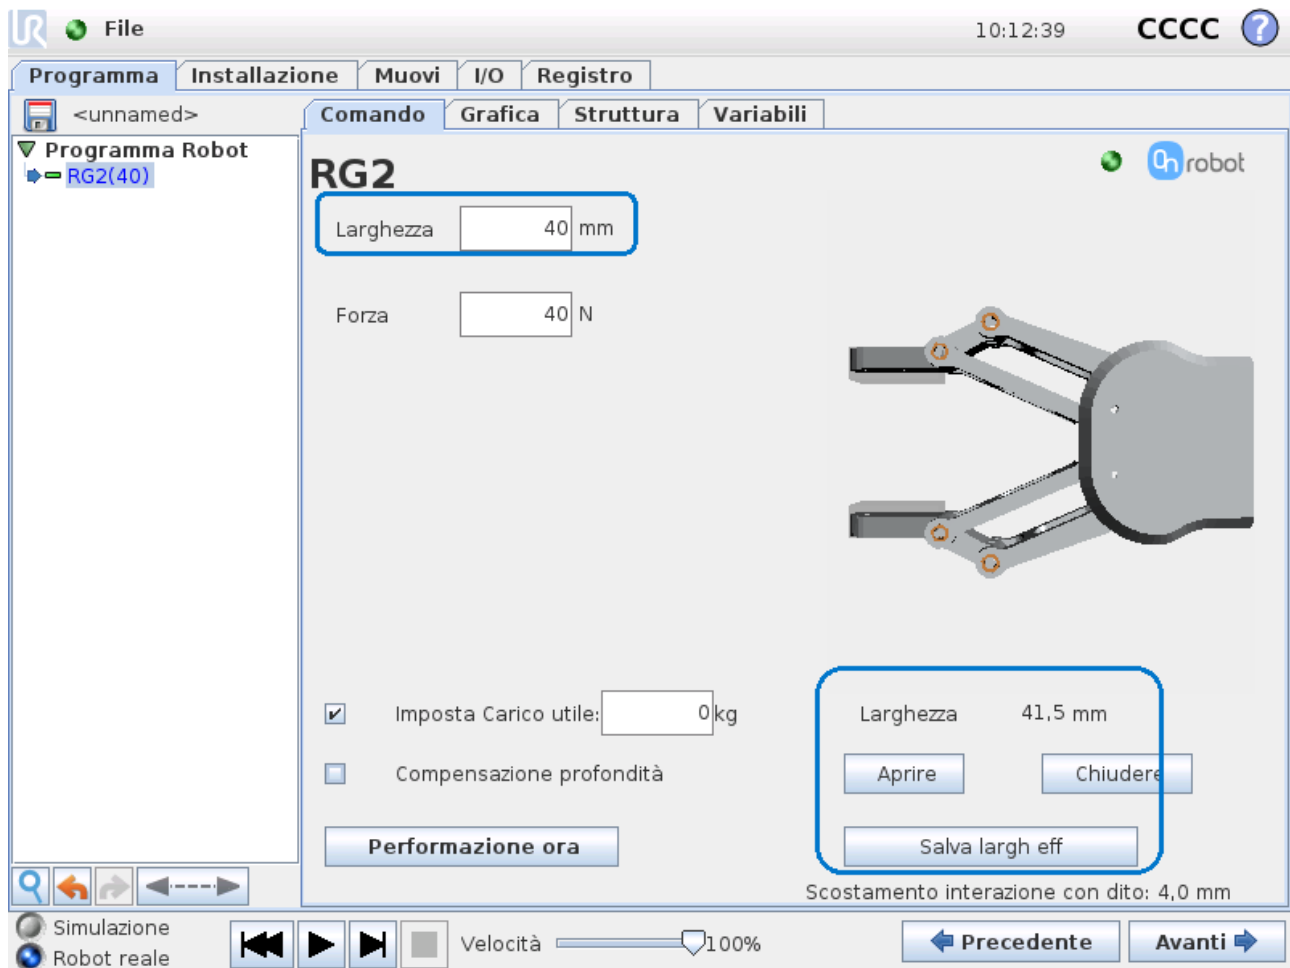 UR File 10:12:39 CCCC ?
Programma Installazione Muovi I/O Registro
<unnamed> Comando Grafica Struttura Variabili
Programma Robot
RG2(40)
RG2
On robot
Larghezza 40 mm
Forza 40 N
Imposta Carico utile: 0 kg
Larghezza 41,5 mm
Compensazione profondità
Aprire Chiudere
Performazione ora
Salva largh eff
Scostamento interazione con dito: 4,0 mm
Simulazione
Robot reale
Velocità 100%
Precedente Avanti